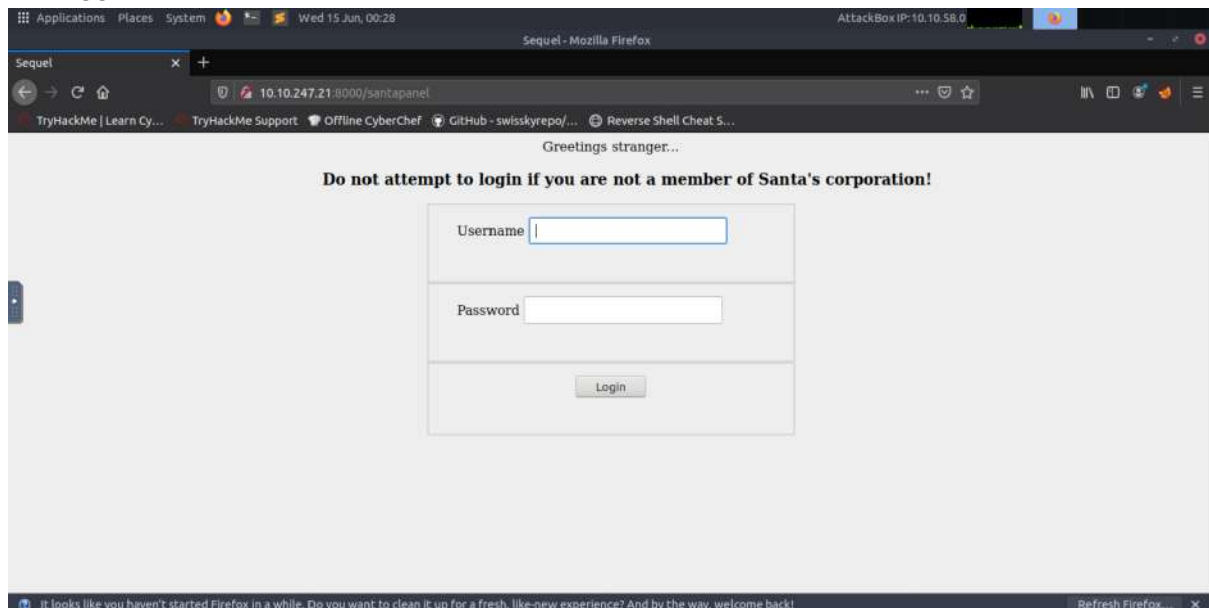 Applications Places System Wed 15 Jun, 00:28 AttackBox IP:10.10.58.0
Sequel - Mozilla Firefox
Sequel
10.10.247.21:8000/santapanel
TryHackMe | Learn Cy... TryHackMe Support Offline CyberChef GitHub - swisskyrepo/... Reverse Shell Cheat S...
Greetings stranger...
Do not attempt to login if you are not a member of Santa's corporation!
Username
Password
Login
It looks like you haven't started Firefox in a while. Do you want to clean it up for a fresh, like-new experience? And by the way, welcome back! Refresh Firefox...